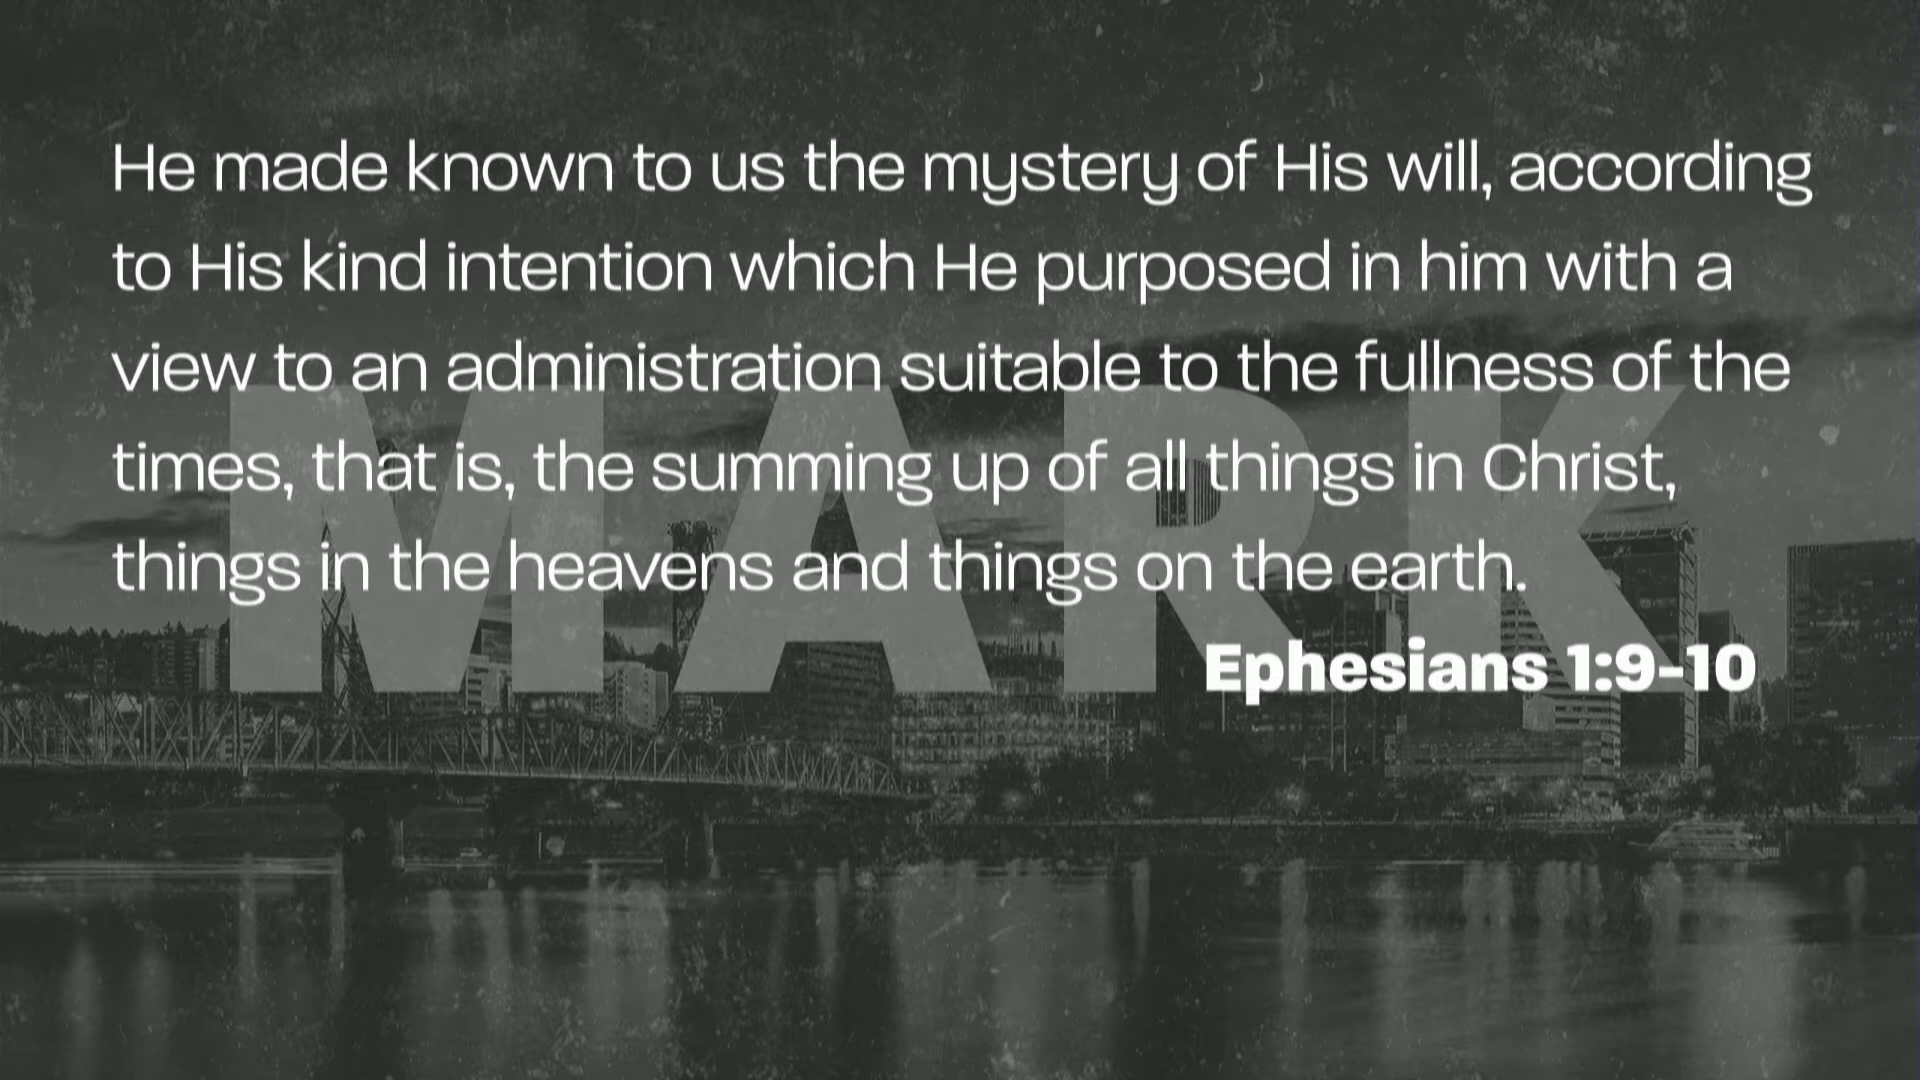 He made known to us the mystery of His will, according
to His kind intention which He purposed in him with a
view to an administration suitable to the fullness of the
times, that is, the summing up of all things in Christ,
things in the heavens and things on the earth.
Ephesians 1:9-10
MARK